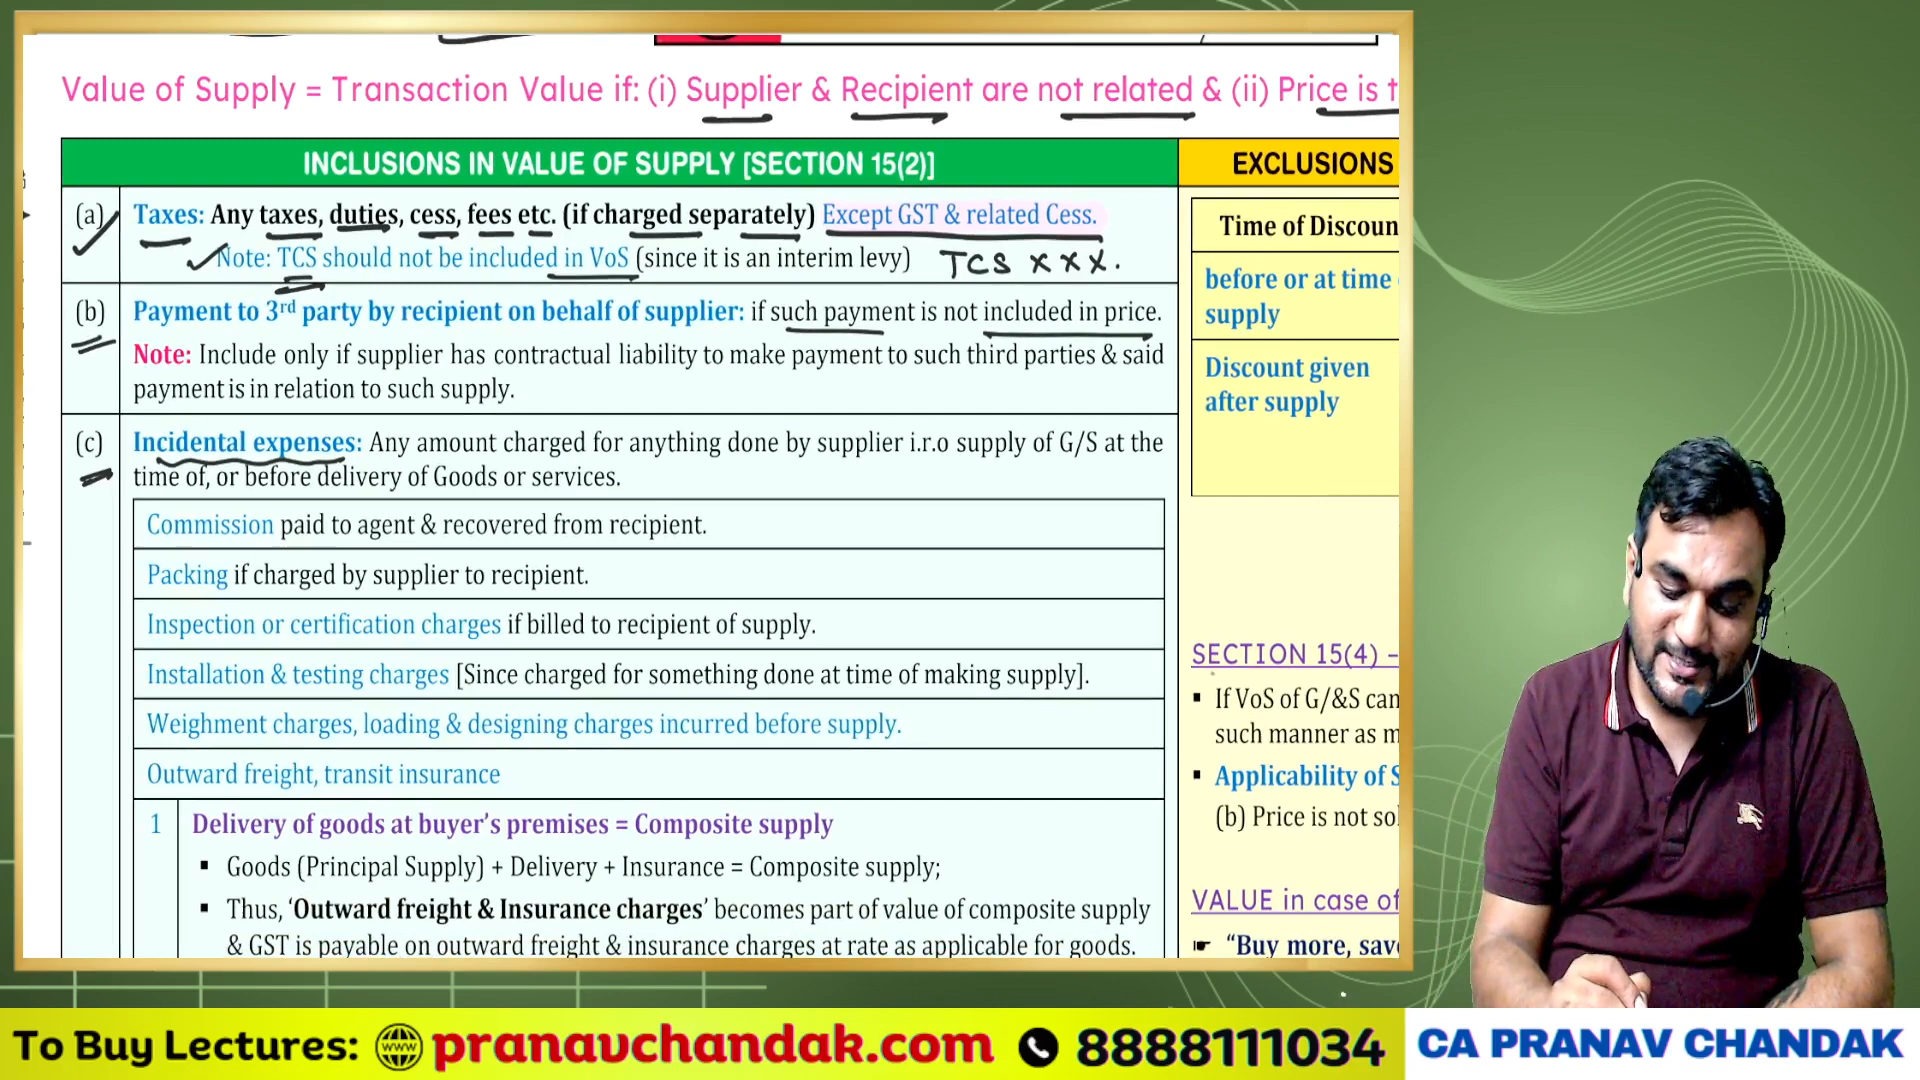 Value of Supply = Transaction Value if: (i) Supplier & Recipient are not related & (ii) Price is t
INCLUSIONS IN VALUE OF SUPPLY [SECTION 15(2)]
(a) Taxes: Any taxes, duties, cess, fees etc. (if charged separately) Except GST & related Cess.
Note: TCS should not be included in VoS (since it is an interim levy) TCS x x x.
(b) Payment to 3rd party by recipient on behalf of supplier: if such payment is not included in price.
Note: Include only if supplier has contractual liability to make payment to such third parties & said
payment is in relation to such supply.
(c) Incidental expenses: Any amount charged for anything done by supplier i.r.o supply of G/S at the
time of, or before delivery of Goods or services.
Commission paid to agent & recovered from recipient.
Packing if charged by supplier to recipient.
Inspection or certification charges if billed to recipient of supply.
Installation & testing charges [Since charged for something done at time of making supply].
Weighment charges, loading & designing charges incurred before supply.
Outward freight, transit insurance
1 Delivery of goods at buyer's premises = Composite supply
▪ Goods (Principal Supply) + Delivery + Insurance = Composite supply;
▪ Thus, ‘Outward freight & Insurance charges’ becomes part of value of composite supply
& GST is payable on outward freight & insurance charges at rate as applicable for goods.
EXCLUSIONS
Time of Discoun
before or at time
supply
Discount given
after supply
SECTION 15(4) –
▪ If VoS of G/&S can
such manner as m
▪ Applicability of S
(b) Price is not so
VALUE in case of
☛ “Buy more, sav
To Buy Lectures: www pranavchandak.com 8888111034 CA PRANAV CHANDAK